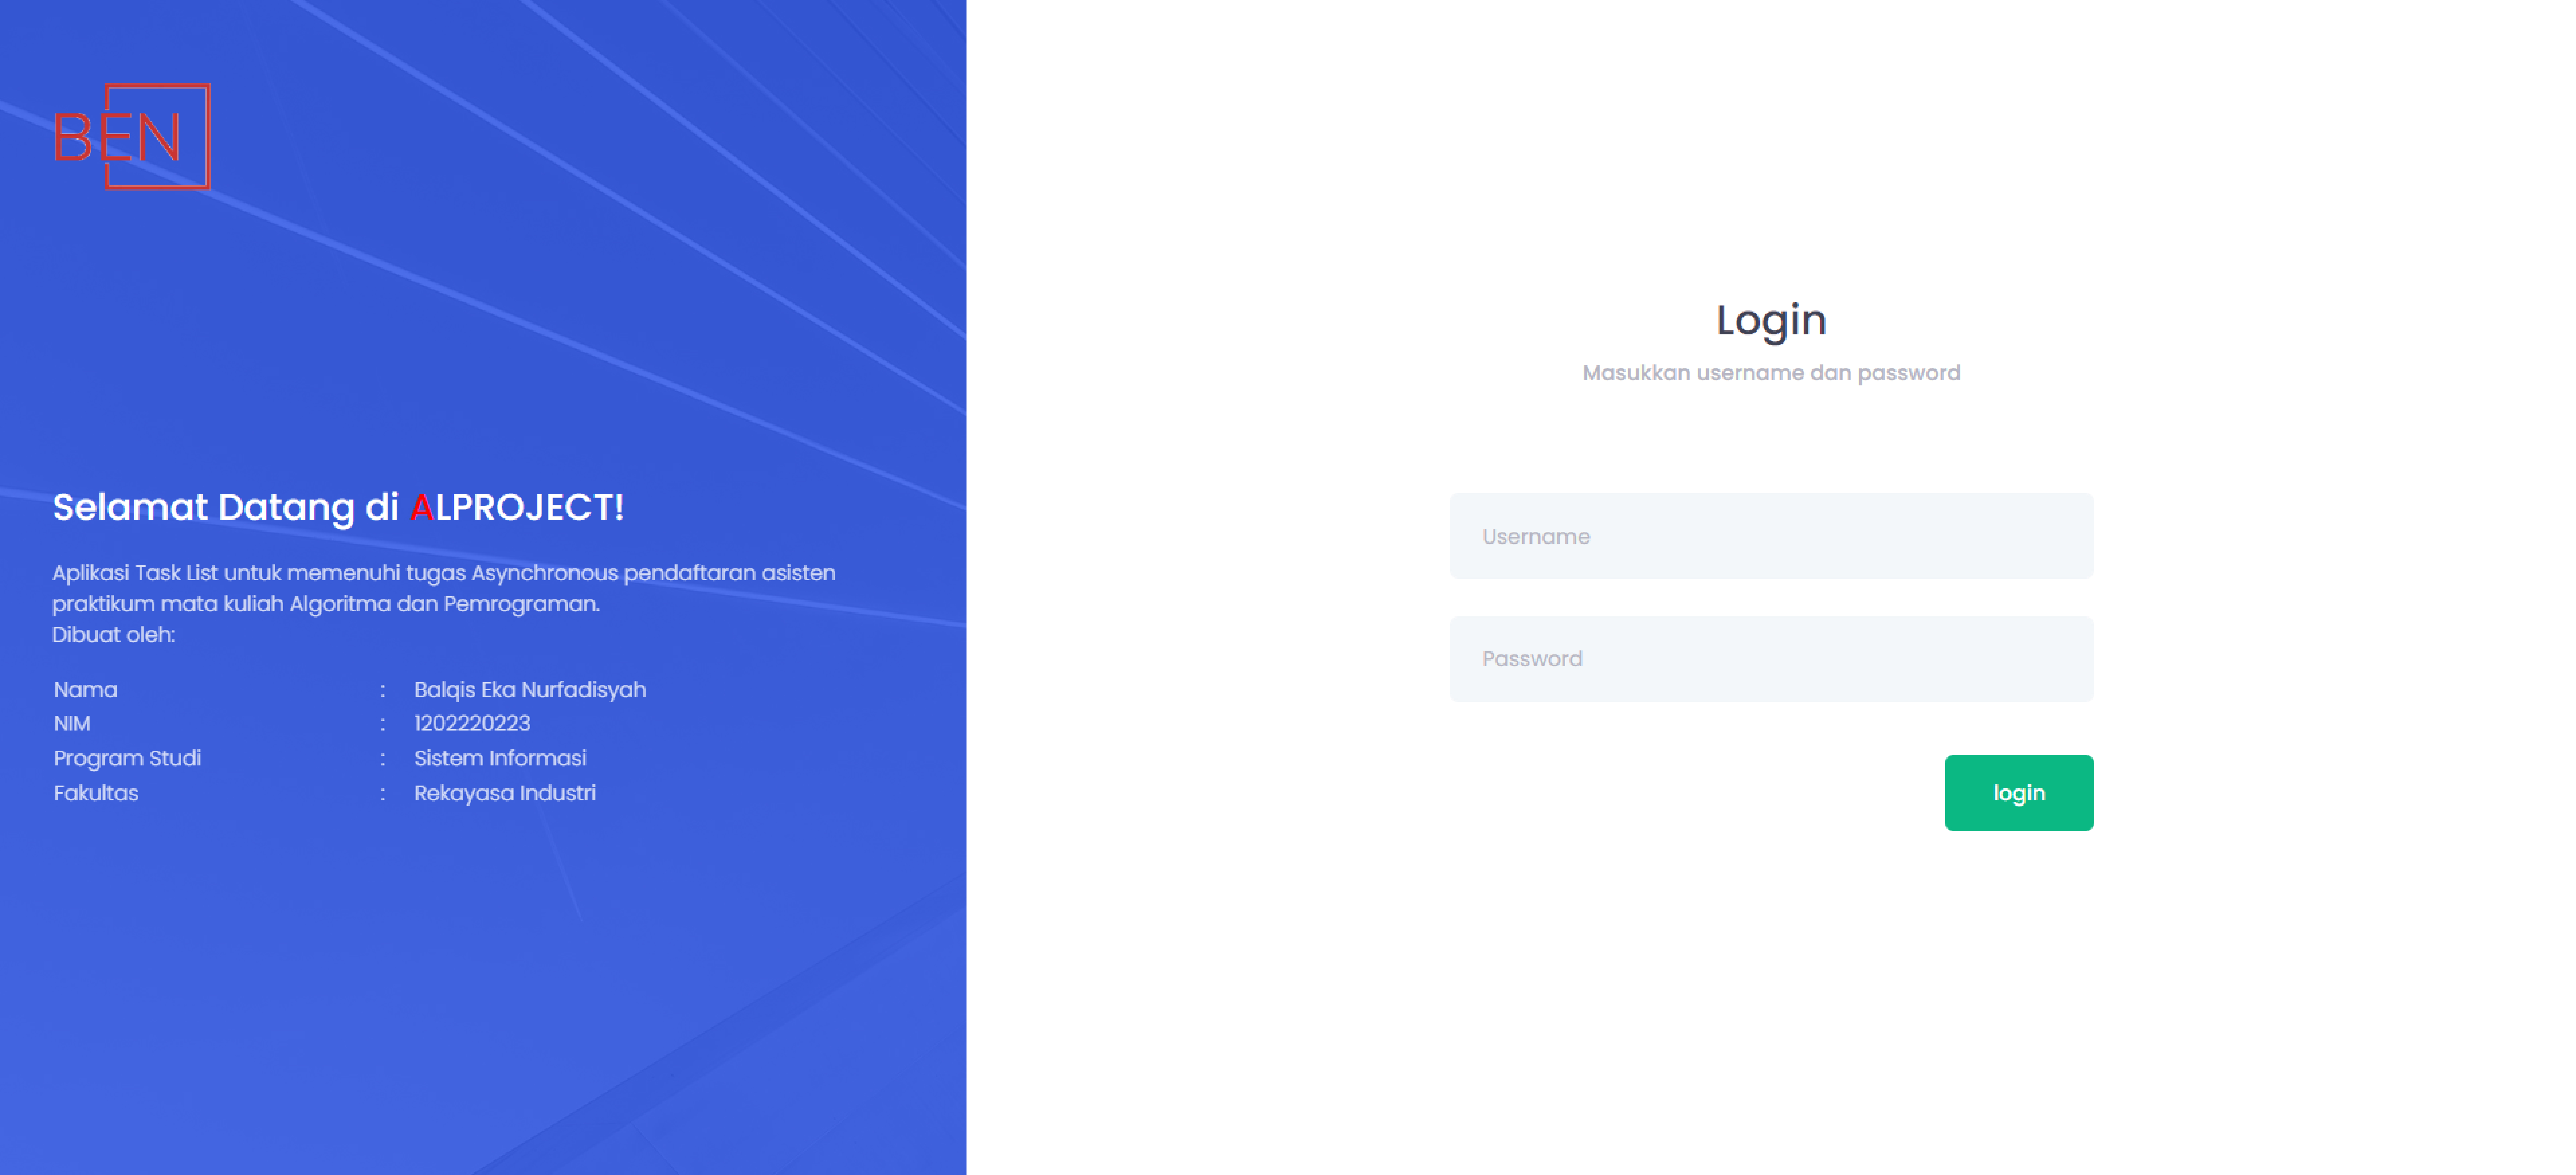 BEN
Selamat Datang di ALPROJECT!
Aplikasi Task List untuk memenuhi tugas Asynchronous pendaftaran asisten
praktikum mata kuliah Algoritma dan Pemrograman.
Dibuat oleh:
Nama : Balqis Eka Nurfadisyah
NIM : 1202220223
Program Studi : Sistem Informasi
Fakultas : Rekayasa Industri
Login
Masukkan username dan password
Username
Password
login